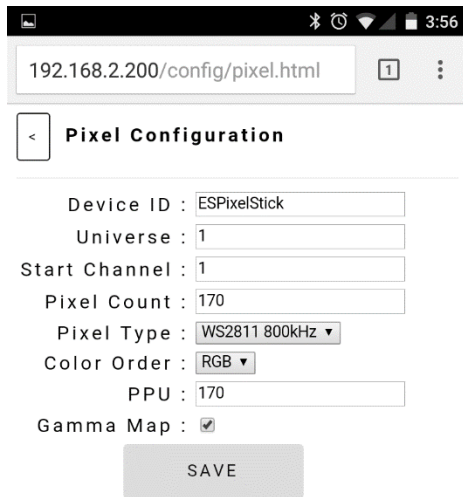 3:56
192.168.2.200/config/pixel.html 1
< Pixel Configuration
Device ID : ESPixelStick
Universe : 1
Start Channel : 1
Pixel Count : 170
Pixel Type : WS2811 800kHz
Color Order : RGB
PPU : 170
Gamma Map :
SAVE